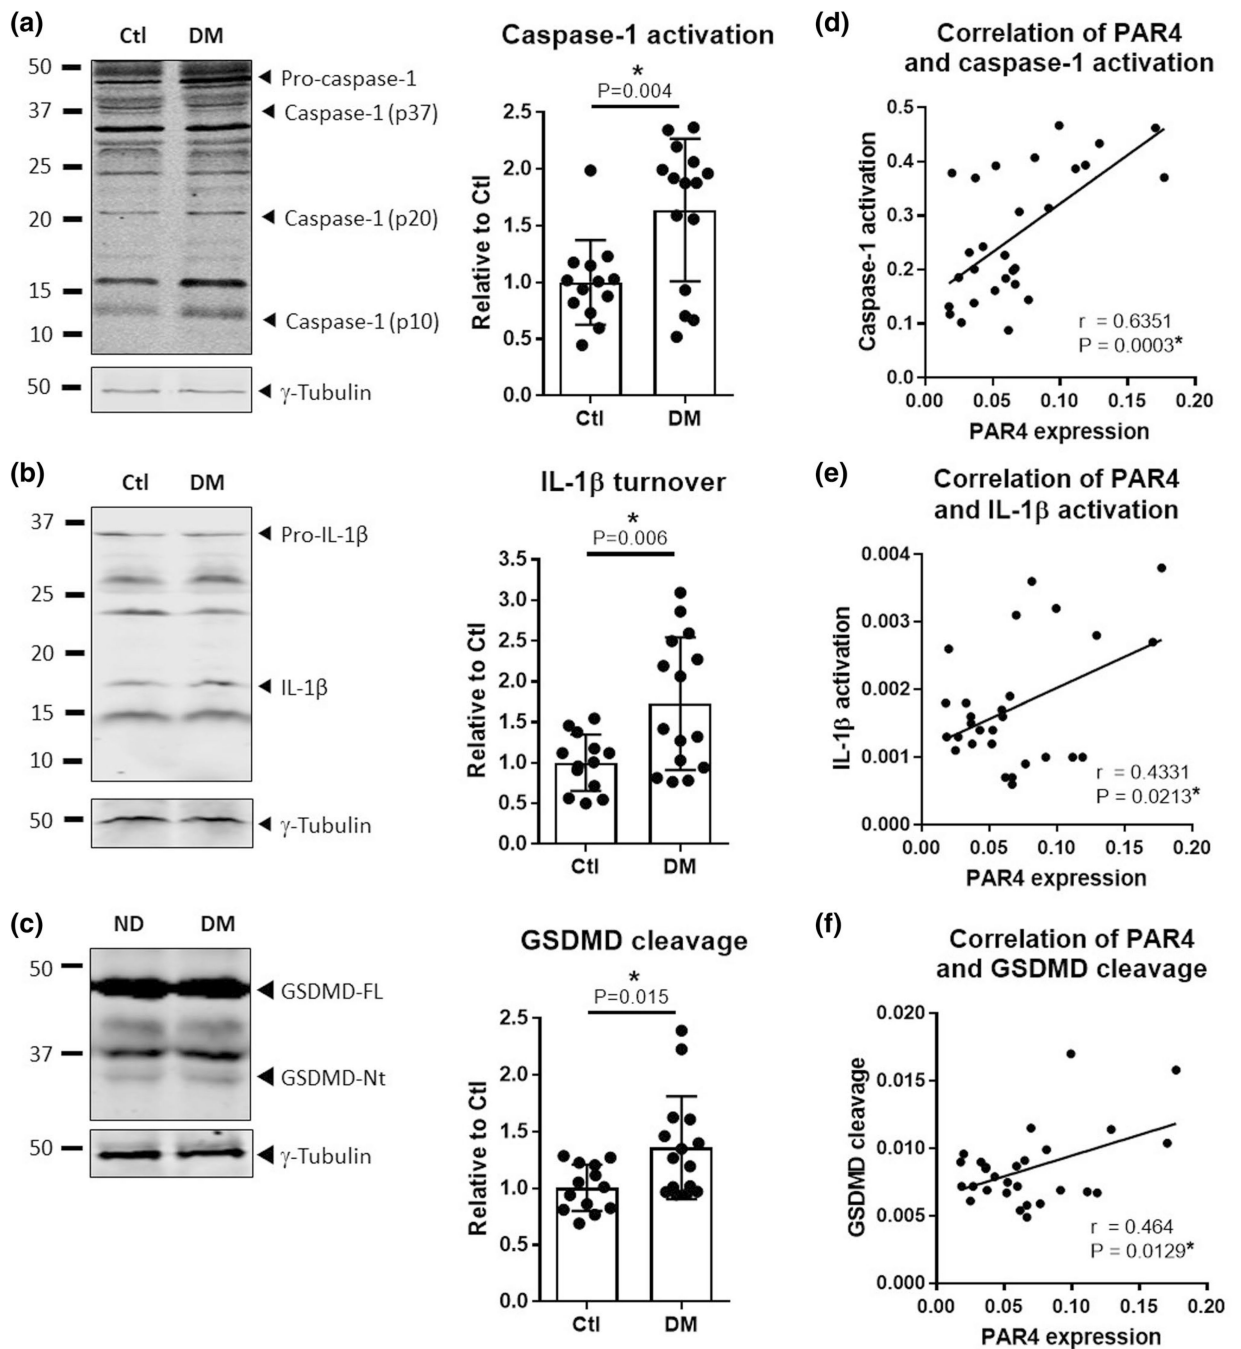 (a)
Ctl DM
50
37
25
20
15
10
50
Pro-caspase-1
Caspase-1 (p37)
Caspase-1 (p20)
Caspase-1 (p10)
γ-Tubulin
Caspase-1 activation
*
P=0.004
Relative to Ctl
2.5
2.0
1.5
1.0
0.5
0.0
Ctl DM
(d)
Correlation of PAR4
and caspase-1 activation
Caspase-1 activation
0.5
0.4
0.3
0.2
0.1
0.0
r = 0.6351
P = 0.0003*
0.00 0.05 0.10 0.15 0.20
PAR4 expression
(b)
Ctl DM
37
25
20
15
10
50
Pro-IL-1β
IL-1β
γ-Tubulin
IL-1β turnover
*
P=0.006
Relative to Ctl
3.5
3.0
2.5
2.0
1.5
1.0
0.5
0.0
Ctl DM
(e)
Correlation of PAR4
and IL-1β activation
IL-1β activation
0.004
0.003
0.002
0.001
0.000
r = 0.4331
P = 0.0213*
0.00 0.05 0.10 0.15 0.20
PAR4 expression
(c)
ND DM
50
37
50
GSDMD-FL
GSDMD-Nt
γ-Tubulin
GSDMD cleavage
*
P=0.015
Relative to Ctl
2.5
2.0
1.5
1.0
0.5
0.0
Ctl DM
(f)
Correlation of PAR4
and GSDMD cleavage
GSDMD cleavage
0.020
0.015
0.010
0.005
0.000
r = 0.464
P = 0.0129*
0.00 0.05 0.10 0.15 0.20
PAR4 expression